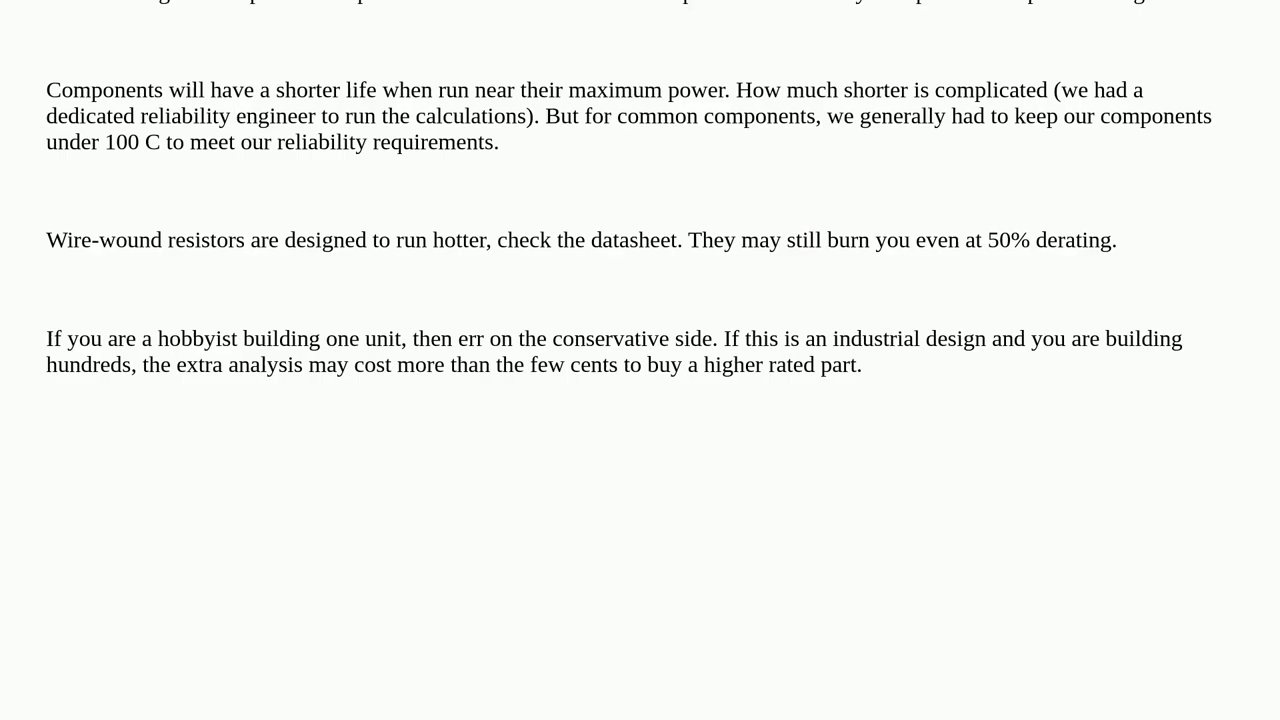 Components will have a shorter life when run near their maximum power. How much shorter is complicated (we had a
dedicated reliability engineer to run the calculations). But for common components, we generally had to keep our components
under 100 C to meet our reliability requirements.
Wire-wound resistors are designed to run hotter, check the datasheet. They may still burn you even at 50% derating.
If you are a hobbyist building one unit, then err on the conservative side. If this is an industrial design and you are building
hundreds, the extra analysis may cost more than the few cents to buy a higher rated part.